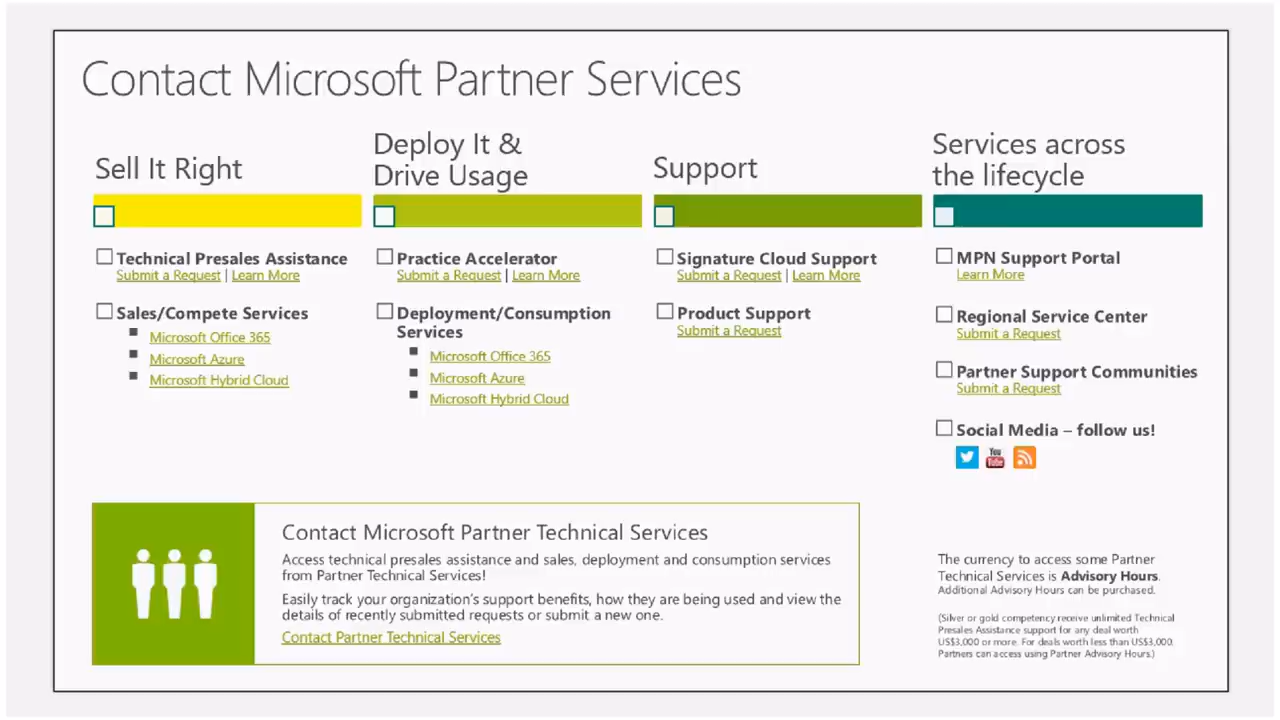 Contact Microsoft Partner Services
Sell It Right
Technical Presales Assistance
Submit a Request | Learn More
Sales/Compete Services
Microsoft Office 365
Microsoft Azure
Microsoft Hybrid Cloud
Deploy It &
Drive Usage
Practice Accelerator
Submit a Request | Learn More
Deployment/Consumption
Services
Microsoft Office 365
Microsoft Azure
Microsoft Hybrid Cloud
Support
Signature Cloud Support
Submit a Request | Learn More
Product Support
Submit a Request
Services across
the lifecycle
MPN Support Portal
Learn More
Regional Service Center
Submit a Request
Partner Support Communities
Submit a Request
Social Media – follow us!
You
Tube
Contact Microsoft Partner Technical Services
Access technical presales assistance and sales, deployment and consumption services
from Partner Technical Services!
Easily track your organization's support benefits, how they are being used and view the
details of recently submitted requests or submit a new one.
Contact Partner Technical Services
The currency to access some Partner
Technical Services is Advisory Hours.
Additional Advisory Hours can be purchased.
(Silver or gold competency receive unlimited Technical
Presales Assistance support for any deal worth
US$3,000 or more. For deals worth less than US$3,000.
Partners can access using Partner Advisory Hours.)